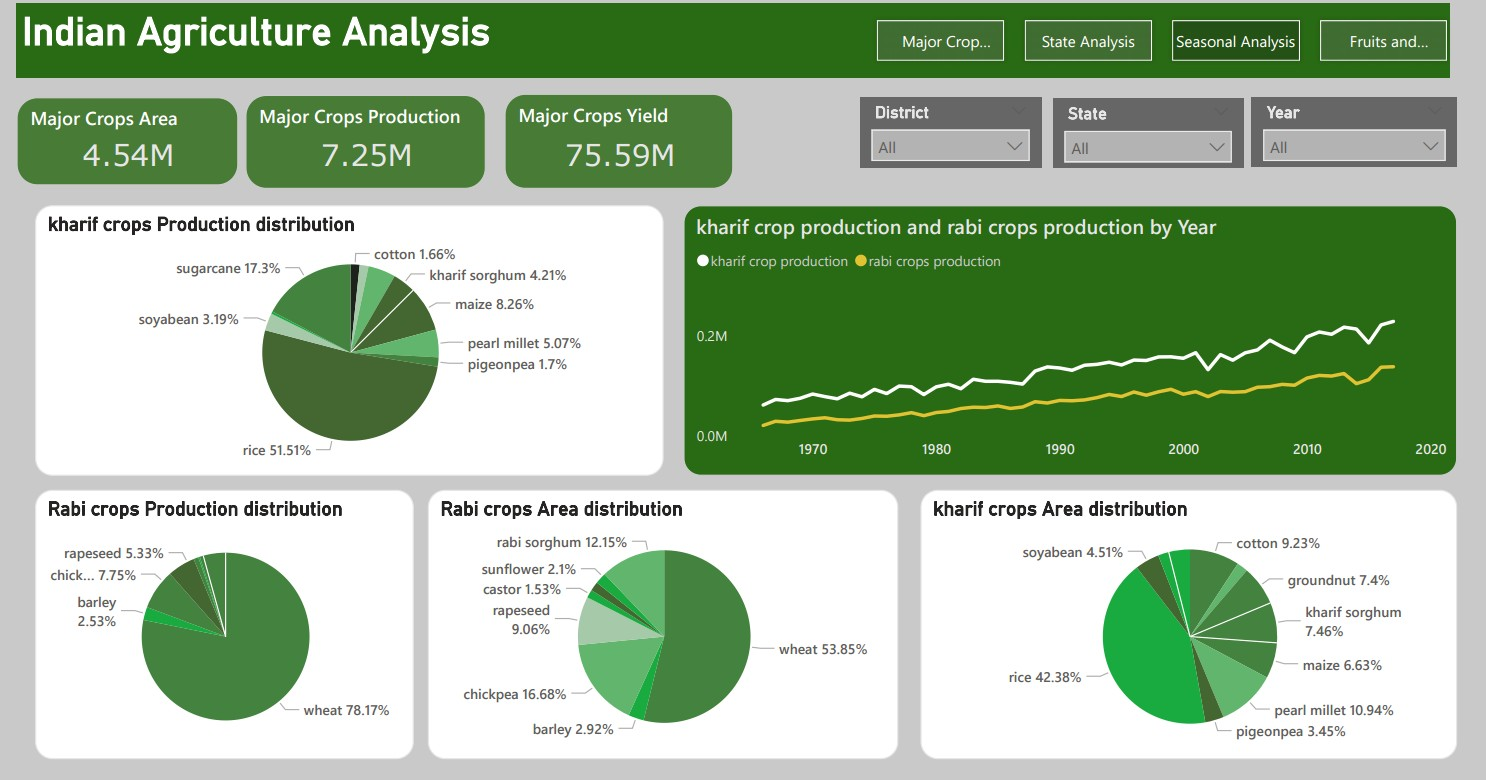 Indian Agriculture Analysis
Major Crop...
State Analysis
Seasonal Analysis
Fruits and...
Major Crops Area
4.54M
Major Crops Production
7.25M
Major Crops Yield
75.59M
District
All
State
All
Year
All
kharif crops Production distribution
cotton 1.66%
sugarcane 17.3%
kharif sorghum 4.21%
maize 8.26%
soyabean 3.19%
pearl millet 5.07%
pigeonpea 1.7%
rice 51.51%
kharif crop production and rabi crops production by Year
kharif crop production
rabi crops production
0.2M
0.0M
1970
1980
1990
2000
2010
2020
Rabi crops Production distribution
rapeseed 5.33%
chick... 7.75%
barley
2.53%
wheat 78.17%
Rabi crops Area distribution
rabi sorghum 12.15%
sunflower 2.1%
castor 1.53%
rapeseed
9.06%
wheat 53.85%
chickpea 16.68%
barley 2.92%
kharif crops Area distribution
soyabean 4.51%
cotton 9.23%
groundnut 7.4%
kharif sorghum
7.46%
maize 6.63%
rice 42.38%
pearl millet 10.94%
pigeonpea 3.45%